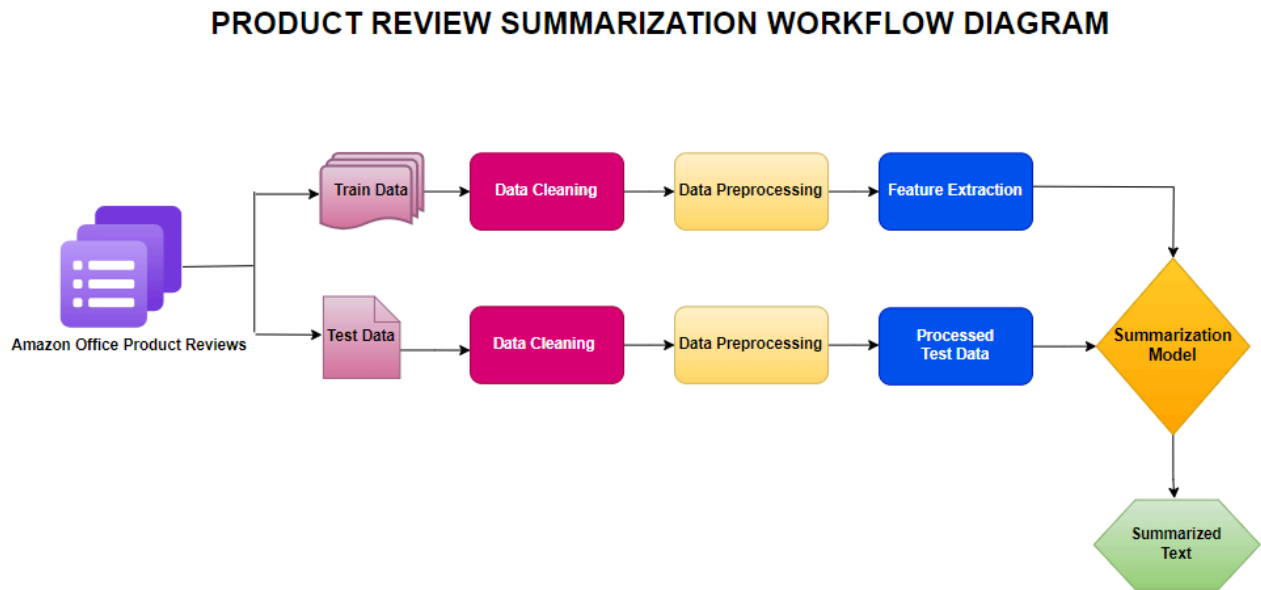 PRODUCT REVIEW SUMMARIZATION WORKFLOW DIAGRAM
Train Data
Data Cleaning
Data Preprocessing
Feature Extraction
Amazon Office Product Reviews
Test Data
Data Cleaning
Data Preprocessing
Processed
Test Data
Summarization
Model
Summarized
Text